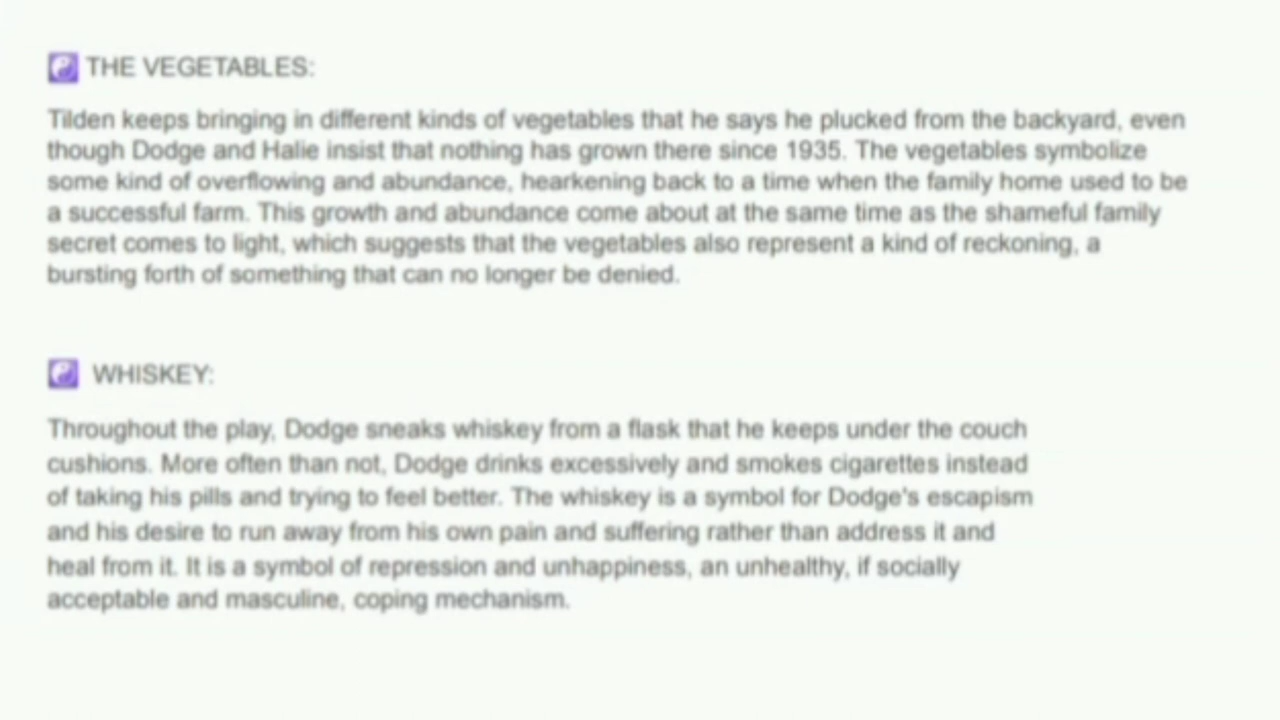 THE VEGETABLES:
Tilden keeps bringing in different kinds of vegetables that he says he plucked from the backyard, even
though Dodge and Halie insist that nothing has grown there since 1935. The vegetables symbolize
some kind of overflowing and abundance, hearkening back to a time when the family home used to be
a successful farm. This growth and abundance come about at the same time as the shameful family
secret comes to light, which suggests that the vegetables also represent a kind of reckoning, a
bursting forth of something that can no longer be denied.
WHISKEY:
Throughout the play, Dodge sneaks whiskey from a flask that he keeps under the couch
cushions. More often than not, Dodge drinks excessively and smokes cigarettes instead
of taking his pills and trying to feel better. The whiskey is a symbol for Dodge's escapism
and his desire to run away from his own pain and suffering rather than address it and
heal from it. It is a symbol of repression and unhappiness, an unhealthy, if socially
acceptable and masculine, coping mechanism.